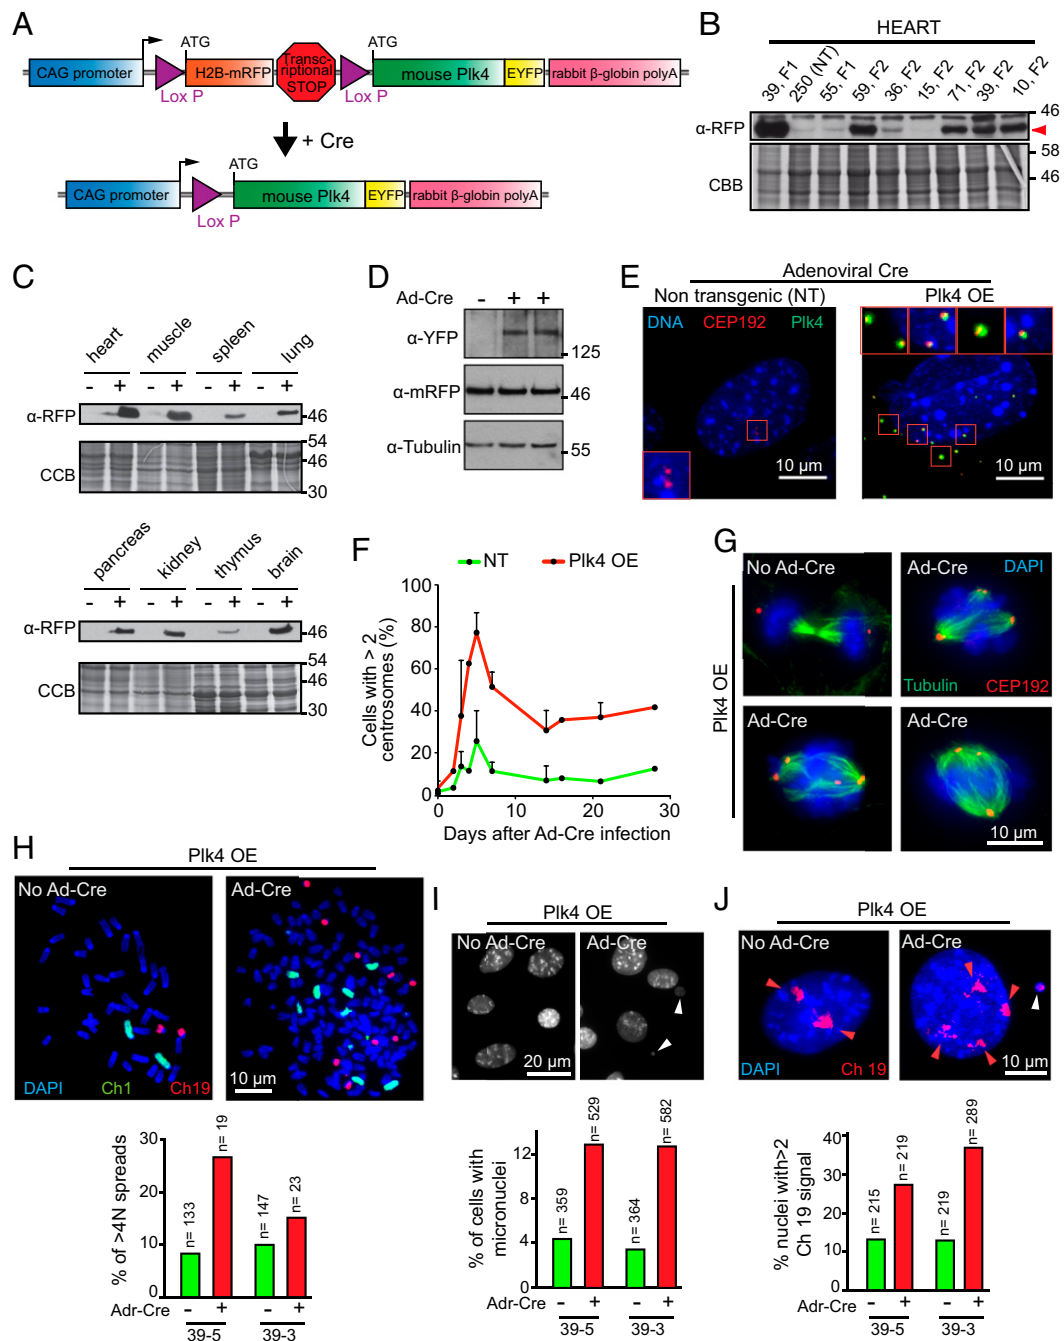 A
ATG
ATG
CAG promoter
H2B-mRFP
Transc-
riptional
STOP
mouse Plk4
EYFP
rabbit β-globin polyA
Lox P
Lox P
+ Cre
ATG
CAG promoter
mouse Plk4
EYFP
rabbit β-globin polyA
Lox P
B
HEART
39, F1
250 (NT)
55, F1
59, F2
36, F2
15, F2
71, F2
39, F2
10, F2
α-RFP
46
58
46
CBB
C
heart
muscle
spleen
lung
- + - + - + - +
α-RFP
46
54
46
30
CCB
pancreas
kidney
thymus
brain
- + - + - + - +
α-RFP
46
54
46
30
CCB
D
Ad-Cre - + +
α-YFP
125
α-mRFP
46
α-Tubulin
55
E
Adenoviral Cre
Non transgenic (NT)
Plk4 OE
DNA CEP192 Plk4
10 µm
10 µm
F
NT
Plk4 OE
Cells with > 2
centrosomes (%)
100
80
60
40
20
0
0 10 20 30
Days after Ad-Cre infection
G
Plk4 OE
No Ad-Cre
Ad-Cre
DAPI
Tubulin
CEP192
Ad-Cre
Ad-Cre
10 µm
H
Plk4 OE
No Ad-Cre
Ad-Cre
DAPI
Ch1
Ch19
10 µm
% of >4N spreads
30
20
10
0
n= 133
n= 19
n= 147
n= 23
Adr-Cre - + - +
39-5
39-3
I
Plk4 OE
No Ad-Cre
Ad-Cre
20 µm
% of cells with
micronuclei
12
8
4
0
n= 359
n= 529
n= 364
n= 582
Adr-Cre - + - +
39-5
39-3
J
Plk4 OE
No Ad-Cre
Ad-Cre
DAPI
Ch 19
10 µm
% nuclei with>2
Ch 19 signal
40
30
20
10
0
n= 215
n= 219
n= 219
n= 289
Adr-Cre - + - +
39-5
39-3